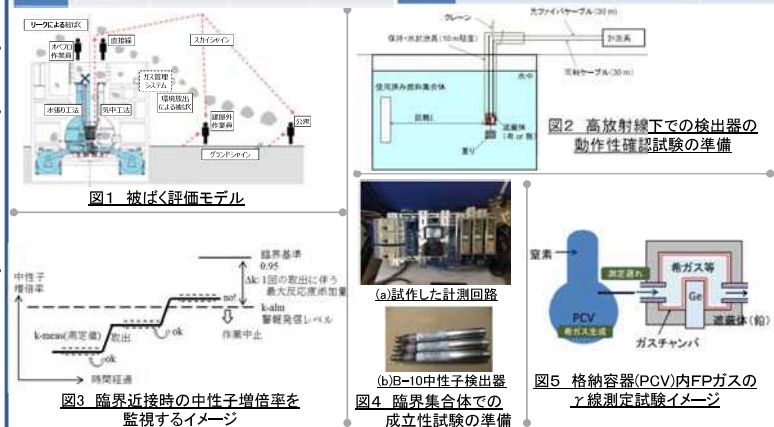 リークによる被ばく
オペフロ
作業員
直接線
スカイシャイン
ガス管理
システム
環境放出
による被ばく
水張り工法
気中工法
建屋外
作業員
公衆
グランドシャイン
図1 被ばく評価モデル
クレーン
光ファイバケーブル(30 m)
計測器
同軸ケーブル(30 m)
水中
使用済み燃料集合体
距離L
遮蔽体
重り
図2 高放射線下での検出器の
動作性確認試験の準備
中性子
増倍率
臨界基準
0.95
Δk: 1回の取出に伴う
最大反応度添加量
no!
k-alm
警報発信レベル
作業中止
k-meas(測定値)
取出
ok
ok
時間経過
図3 臨界近接時の中性子増倍率を
監視するイメージ
(a)試作した計測回路
(b)B-10中性子検出器
図4 臨界集合体での
成立性試験の準備
窒素
測定遅れ
希ガス等
Ge
PCV
希ガス生成
ガスチャンバ
遮蔽体(鉛)
図5 格納容器(PCV)内FPガスの
γ線測定試験イメージ